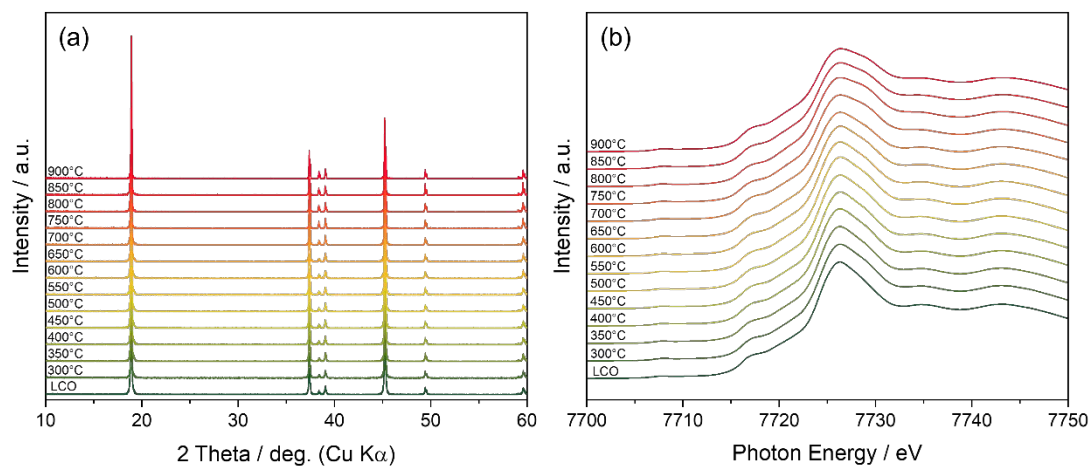 (a)
Intensity / a.u.
900°C
850°C
800°C
750°C
700°C
650°C
600°C
550°C
500°C
450°C
400°C
350°C
300°C
LCO
10 20 30 40 50 60
2 Theta / deg. (Cu Kα)
(b)
Intensity / a.u.
900°C
850°C
800°C
750°C
700°C
650°C
600°C
550°C
500°C
450°C
400°C
350°C
300°C
LCO
7700 7710 7720 7730 7740 7750
Photon Energy / eV